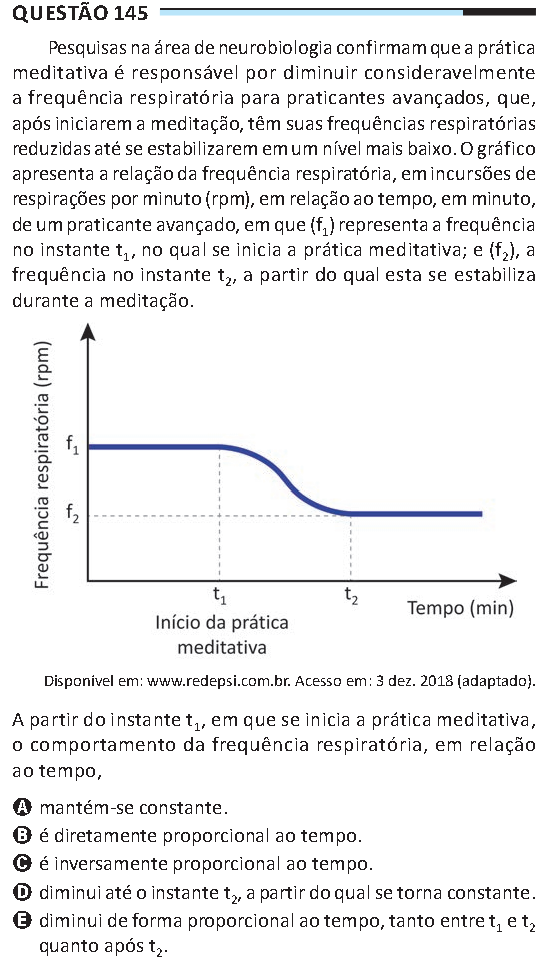 QUESTÃO 145
Pesquisas na área de neurobiologia confirmam que a prática
meditativa é responsável por diminuir consideravelmente
a frequência respiratória para praticantes avançados, que,
após iniciarem a meditação, têm suas frequências respiratórias
reduzidas até se estabilizarem em um nível mais baixo. O gráfico
apresenta a relação da frequência respiratória, em incursões de
respirações por minuto (rpm), em relação ao tempo, em minuto,
de um praticante avançado, em que (f₁) representa a frequência
no instante t₁, no qual se inicia a prática meditativa; e (f₂), a
frequência no instante t₂, a partir do qual esta se estabiliza
durante a meditação.
Frequência respiratória (rpm)
f₁
f₂
t₁
t₂
Tempo (min)
Início da prática
meditativa
Disponível em: www.redepsi.com.br. Acesso em: 3 dez. 2018 (adaptado).
A partir do instante t₁, em que se inicia a prática meditativa,
o comportamento da frequência respiratória, em relação
ao tempo,
A mantém-se constante.
B é diretamente proporcional ao tempo.
C é inversamente proporcional ao tempo.
D diminui até o instante t₂, a partir do qual se torna constante.
E diminui de forma proporcional ao tempo, tanto entre t₁ e t₂
quanto após t₂.